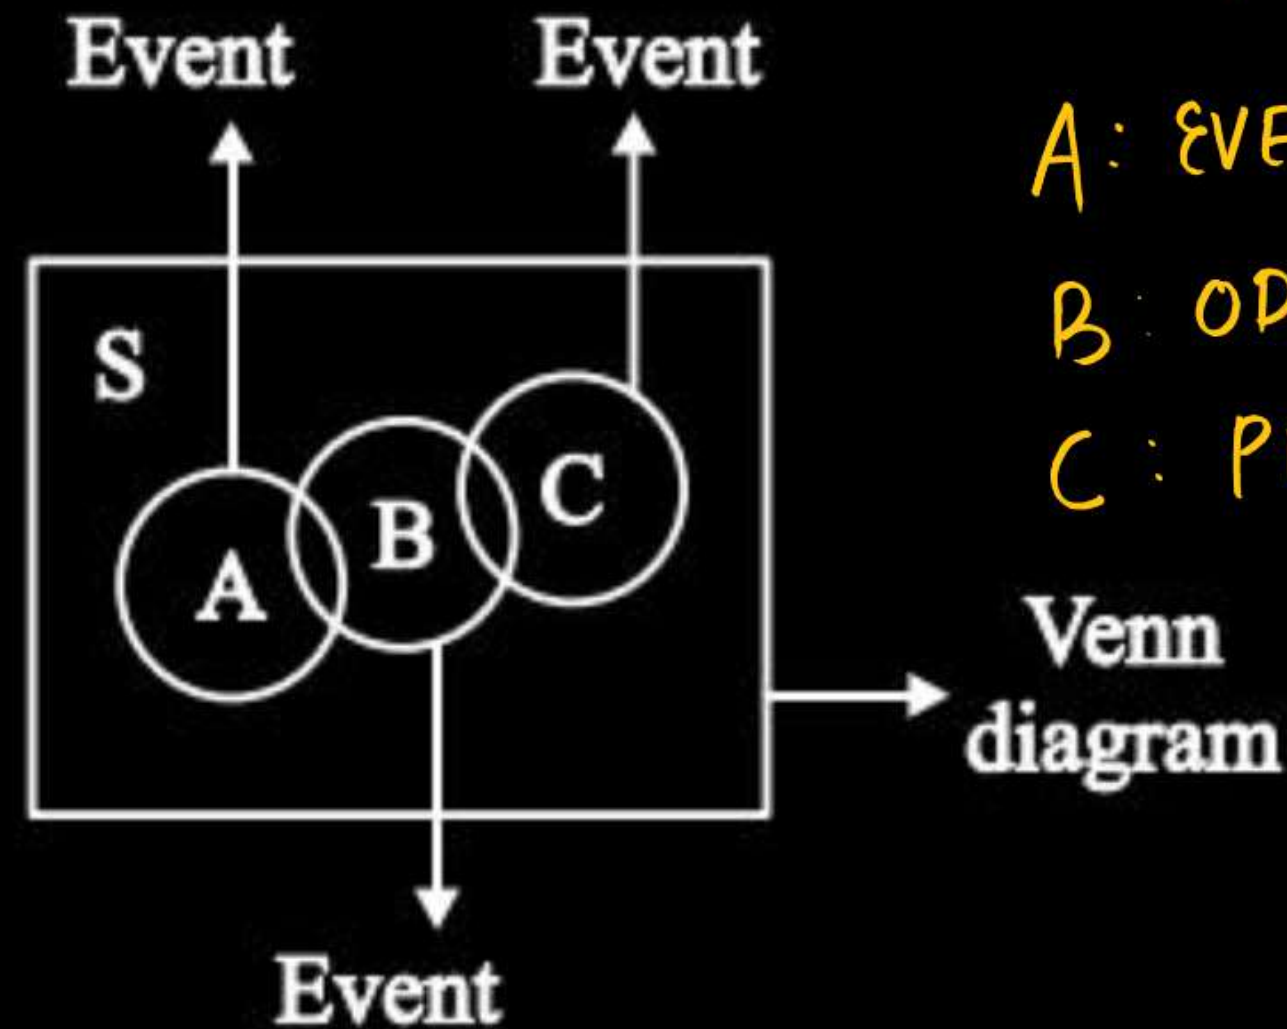 Event Event
A: EVE
S
B: OD
C
B
C: P
A
Venn
diagram
Event